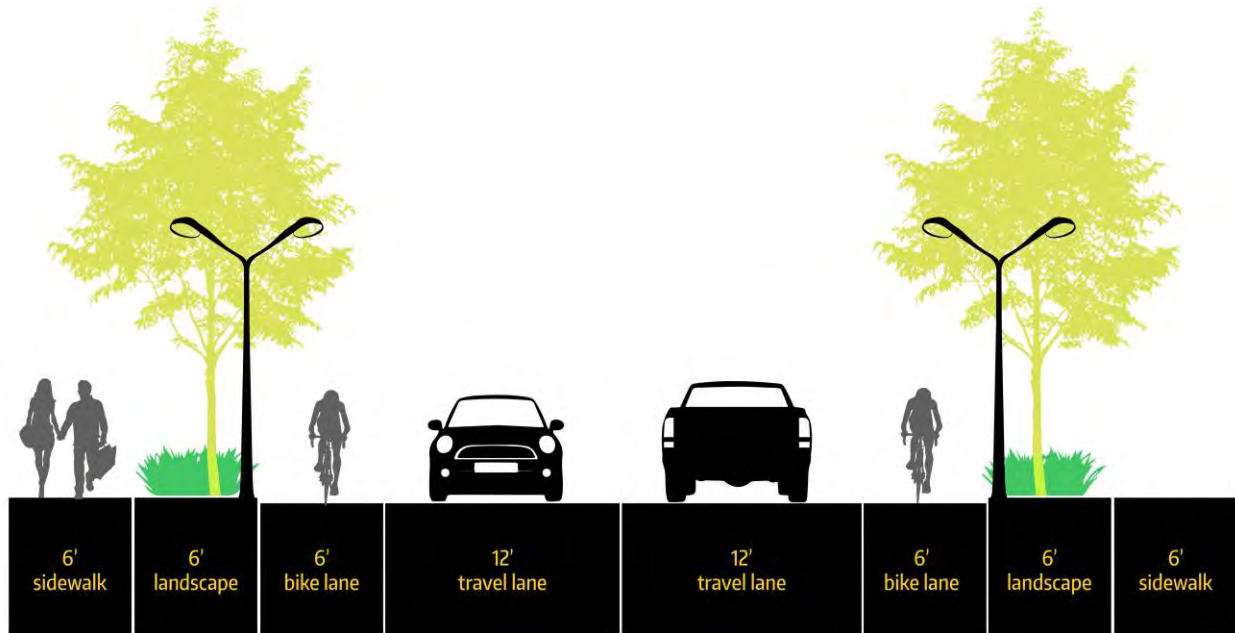 6'
sidewalk
6'
landscape
6'
bike lane
12'
travel lane
12'
travel lane
6'
bike lane
6'
landscape
6'
sidewalk